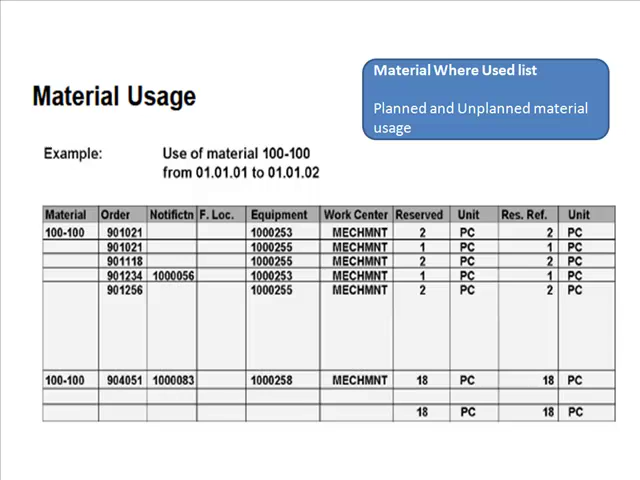 Material Where Used list
Planned and Unplanned material
usage
Material Usage
Example: Use of material 100-100
from 01.01.01 to 01.01.02
Material Order Notifictn F. Loc. Equipment Work Center Reserved Unit Res. Ref. Unit
100-100 901021 1000253 MECHMNT 2 PC 2 PC
901021 1000255 MECHMNT 1 PC 1 PC
901118 1000255 MECHMNT 2 PC 2 PC
901234 1000056 1000253 MECHMNT 1 PC 1 PC
901256 1000255 MECHMNT 2 PC 2 PC
100-100 904051 1000083 1000258 MECHMNT 18 PC 18 PC
18 PC 18 PC